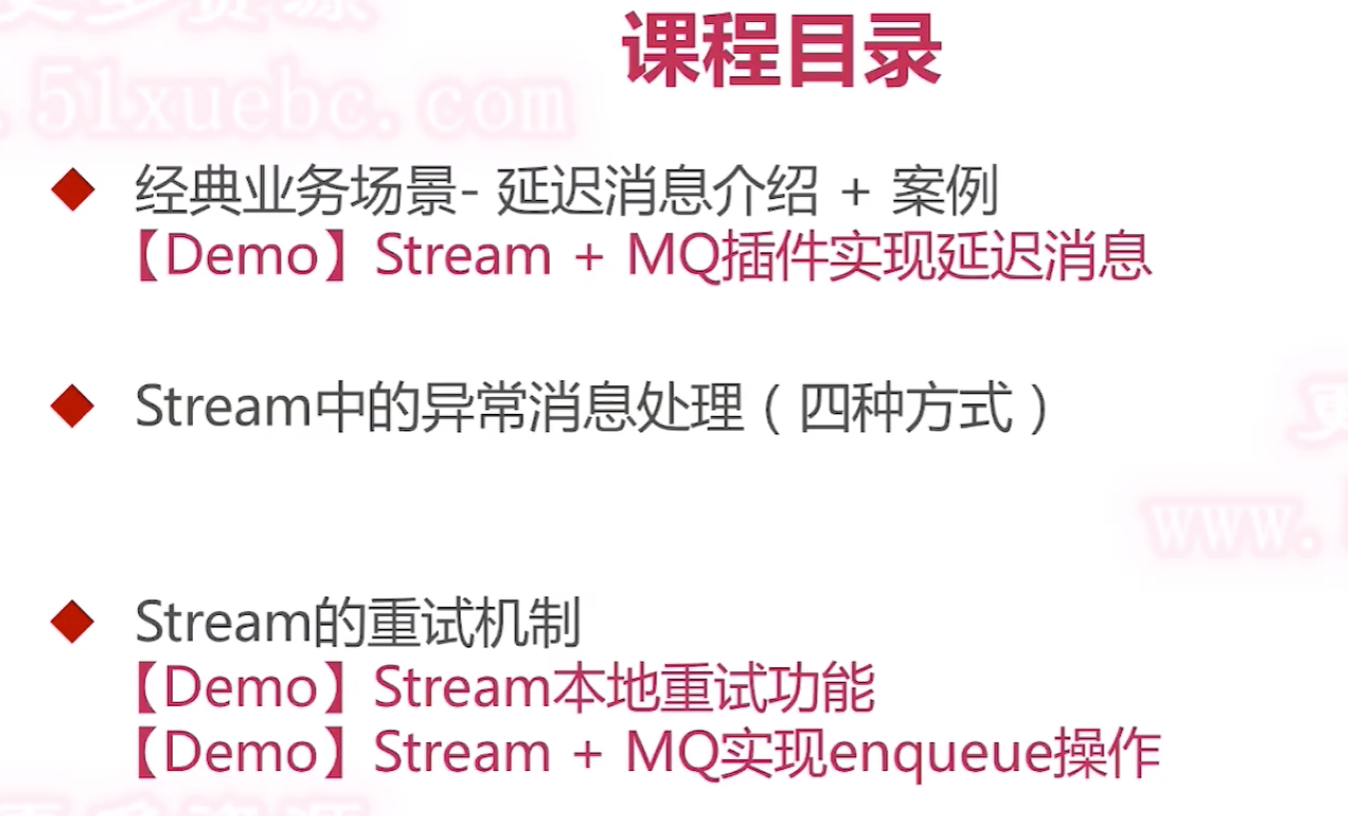 更多资源
课程目录
.51xuebc.com
经典业务场景- 延迟消息介绍 + 案例
【Demo】Stream + MQ插件实现延迟消息
Stream中的异常消息处理（四种方式）
更
www.
Stream的重试机制
【Demo】Stream本地重试功能
【Demo】Stream + MQ实现enqueue操作
更多资源